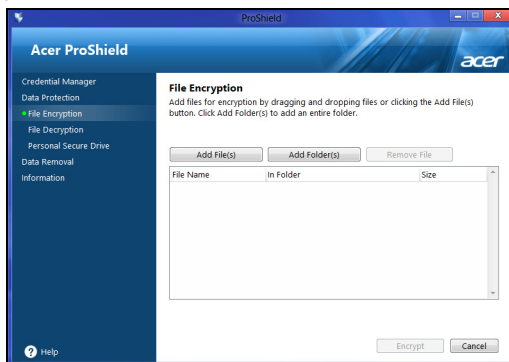 ProShield
Acer ProShield
acer
Credential Manager
Data Protection
File Encryption
File Decryption
Personal Secure Drive
Data Removal
Information
Help
File Encryption
Add files for encryption by dragging and dropping files or clicking the Add File(s)
button. Click Add Folder(s) to add an entire folder.
Add File(s) Add Folder(s) Remove File
File Name In Folder Size
Encrypt Cancel